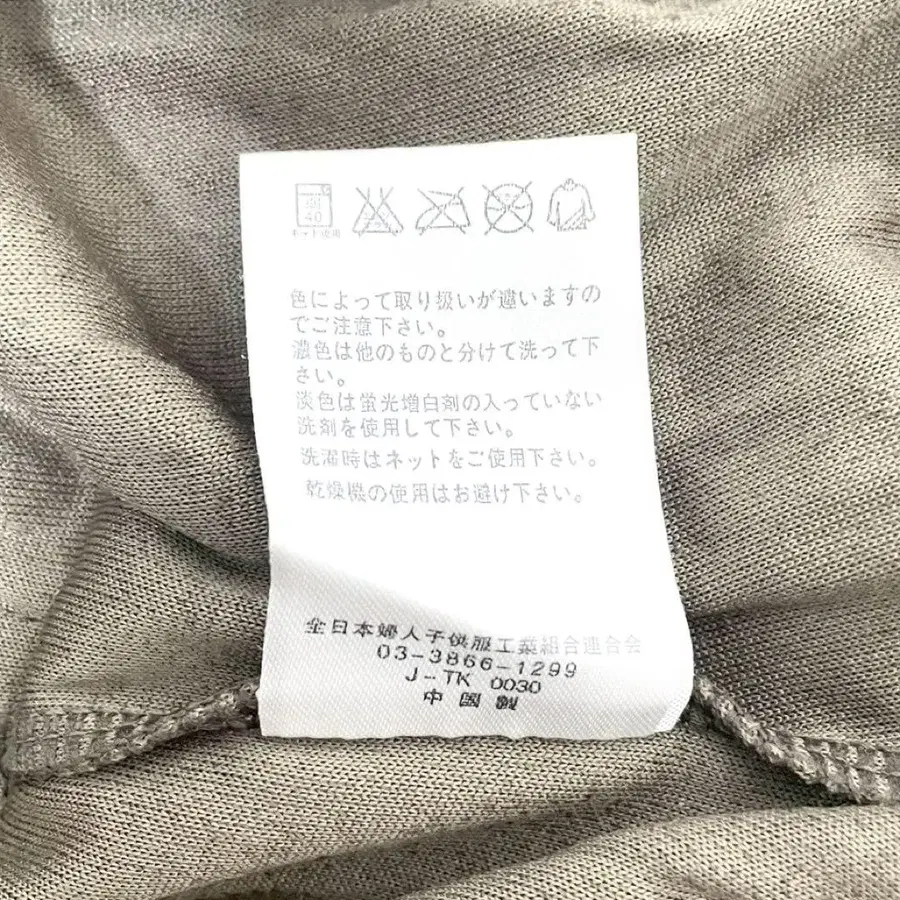 弱
40
ネット使用
色によって取り扱いが違いますの
でご注意下さい。
濃色は他のものと分けて洗って下
さい。
淡色は蛍光増白剤の入っていない
洗剤を使用して下さい。
洗濯時はネットをご使用下さい。
乾燥機の使用はお避け下さい。
全日本婦人子供服工業組合連合会
03-3866-1299
J-TK 0030
中国製